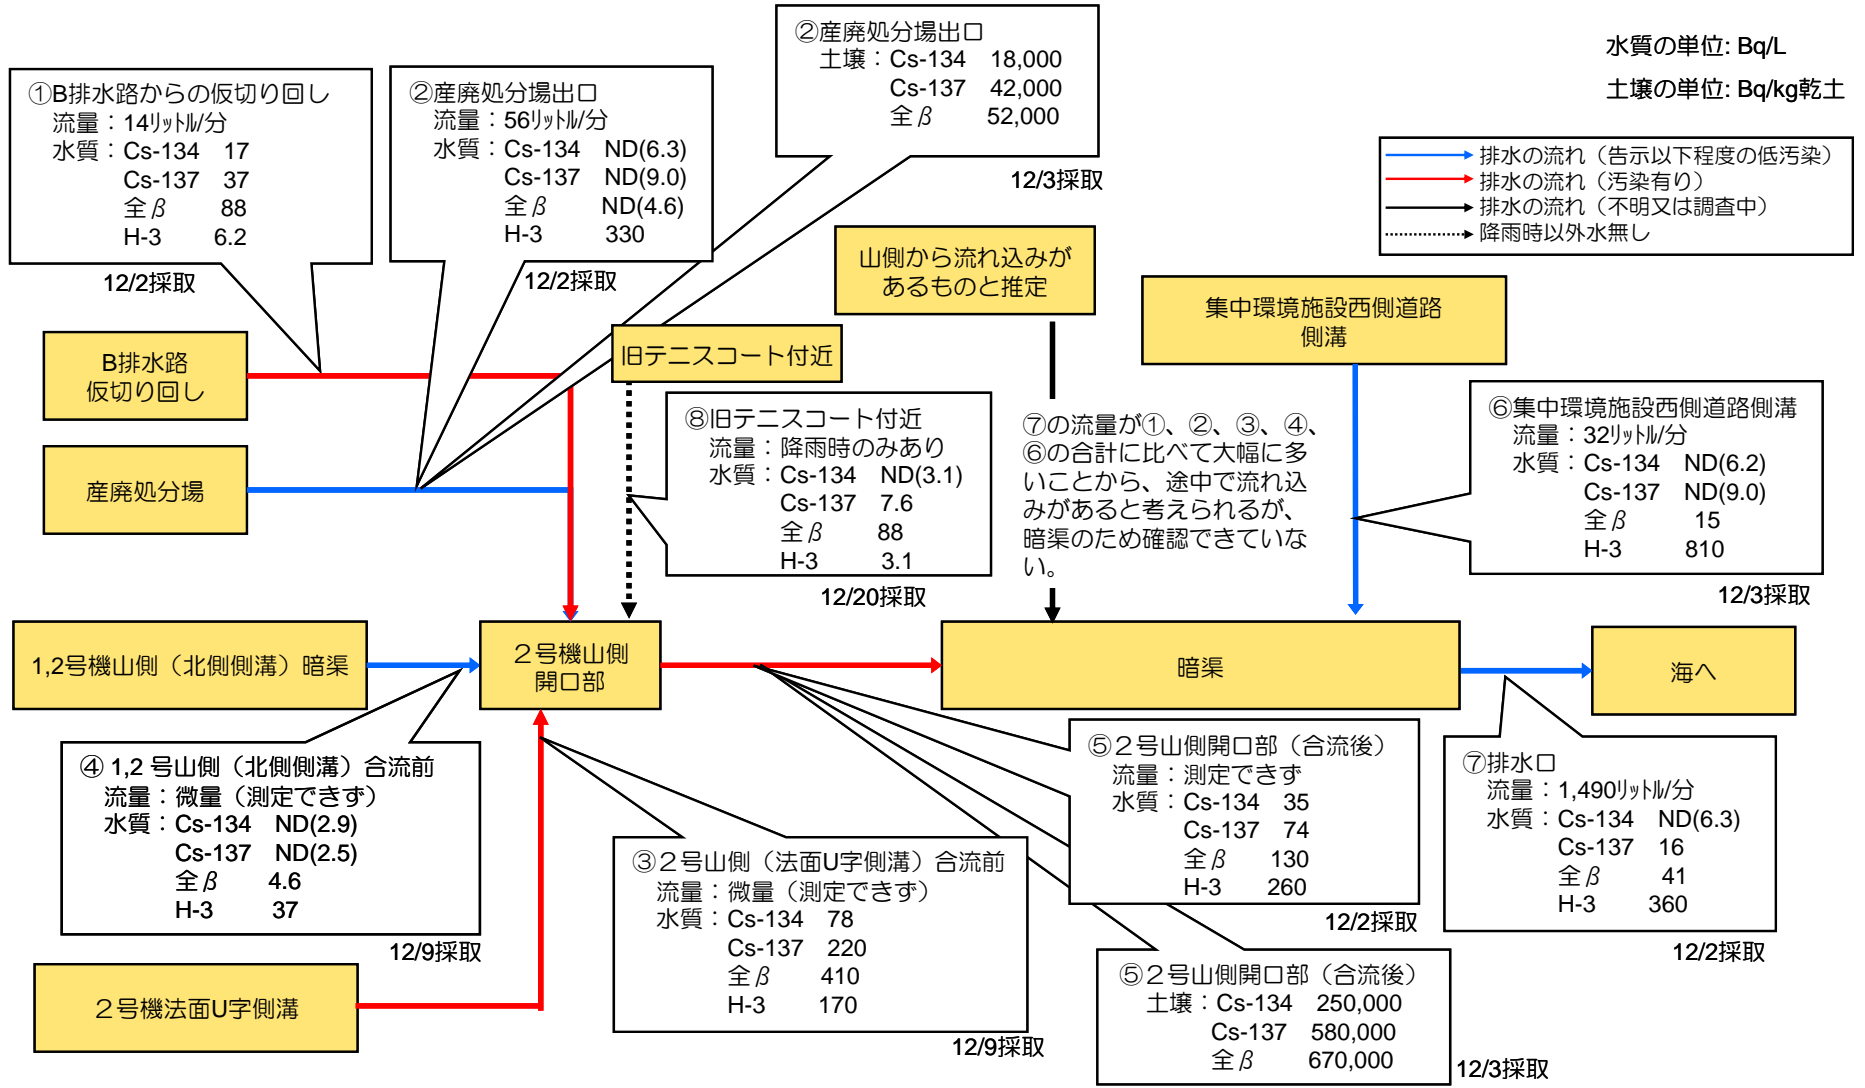 水質の単位: Bq/L
土壌の単位: Bq/kg乾土
排水の流れ（告示以下程度の低汚染）
排水の流れ（汚染有り）
排水の流れ（不明又は調査中）
降雨時以外水無し
①B排水路からの仮切り回し
流量：14㍑/分
水質：Cs-134 17
Cs-137 37
全β 88
H-3 6.2
12/2採取
②産廃処分場出口
流量：56㍑/分
水質：Cs-134 ND(6.3)
Cs-137 ND(9.0)
全β ND(4.6)
H-3 330
12/2採取
②産廃処分場出口
土壌：Cs-134 18,000
Cs-137 42,000
全β 52,000
12/3採取
山側から流れ込みが
あるものと推定
集中環境施設西側道路
側溝
B排水路
仮切り回し
旧テニスコート付近
産廃処分場
⑧旧テニスコート付近
流量：降雨時のみあり
水質：Cs-134 ND(3.1)
Cs-137 7.6
全β 88
H-3 3.1
12/20採取
⑦の流量が①、②、③、④、
⑥の合計に比べて大幅に多
いことから、途中で流れ込
みがあると考えられるが、
暗渠のため確認できていな
い。
⑥集中環境施設西側道路側溝
流量：32㍑/分
水質：Cs-134 ND(6.2)
Cs-137 ND(9.0)
全β 15
H-3 810
12/3採取
1,2号機山側（北側側溝）暗渠
２号機山側
開口部
暗渠
海へ
④ 1,2 号山側（北側側溝）合流前
流量：微量（測定できず）
水質：Cs-134 ND(2.9)
Cs-137 ND(2.5)
全β 4.6
H-3 37
12/9採取
③２号山側（法面U字側溝）合流前
流量：微量（測定できず）
水質：Cs-134 78
Cs-137 220
全β 410
H-3 170
12/9採取
⑤２号山側開口部（合流後）
流量：測定できず
水質：Cs-134 35
Cs-137 74
全β 130
H-3 260
12/2採取
⑦排水口
流量：1,490㍑/分
水質：Cs-134 ND(6.3)
Cs-137 16
全β 41
H-3 360
12/2採取
⑤２号山側開口部（合流後）
土壌：Cs-134 250,000
Cs-137 580,000
全β 670,000
12/3採取
２号機法面U字側溝